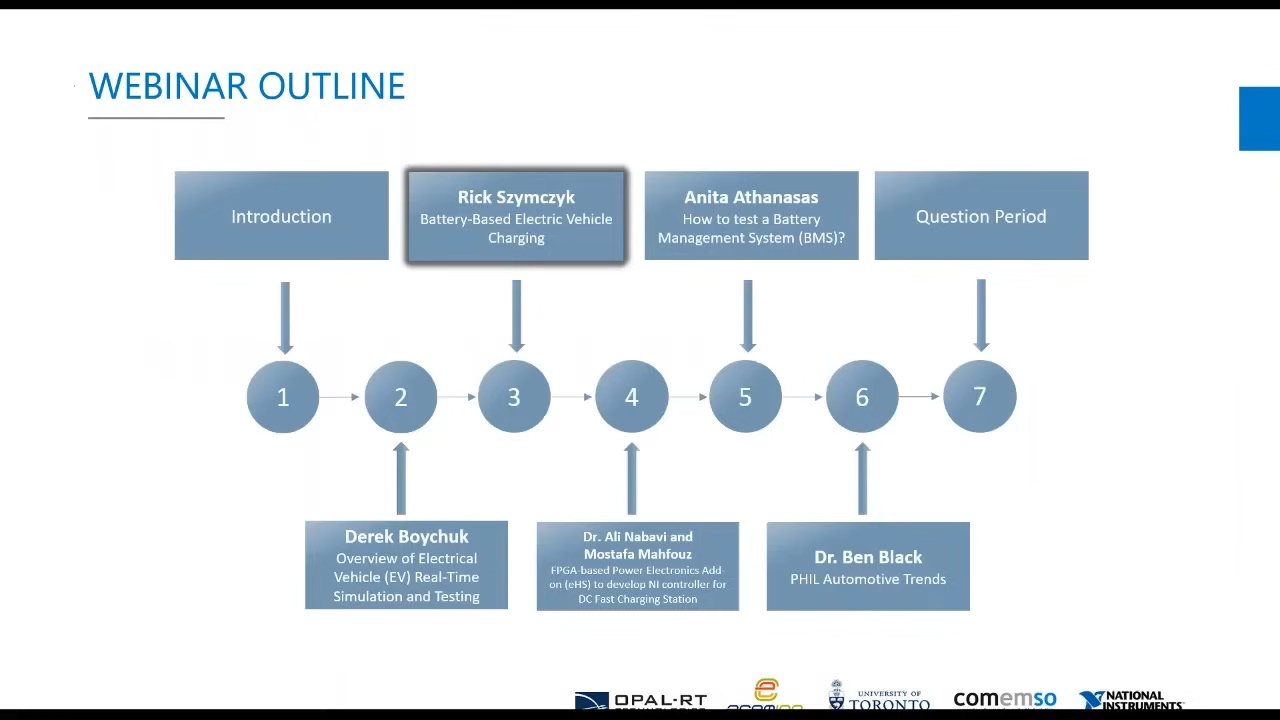 WEBINAR OUTLINE
Introduction
Rick Szymczyk
Battery-Based Electric Vehicle
Charging
Anita Athanasas
How to test a Battery
Management System (BMS)?
Question Period
1
2
3
4
5
6
7
Derek Boychuk
Overview of Electrical
Vehicle (EV) Real-Time
Simulation and Testing
Dr. Ali Nabavi and
Mostafa Mahfouz
FPGA-based Power Electronics Add-
on (eHS) to develop NI controller for
DC Fast Charging Station
Dr. Ben Black
PHIL Automotive Trends
OPAL-RT
UNIVERSITY OF
TORONTO
comemso
NATIONAL
INSTRUMENTS